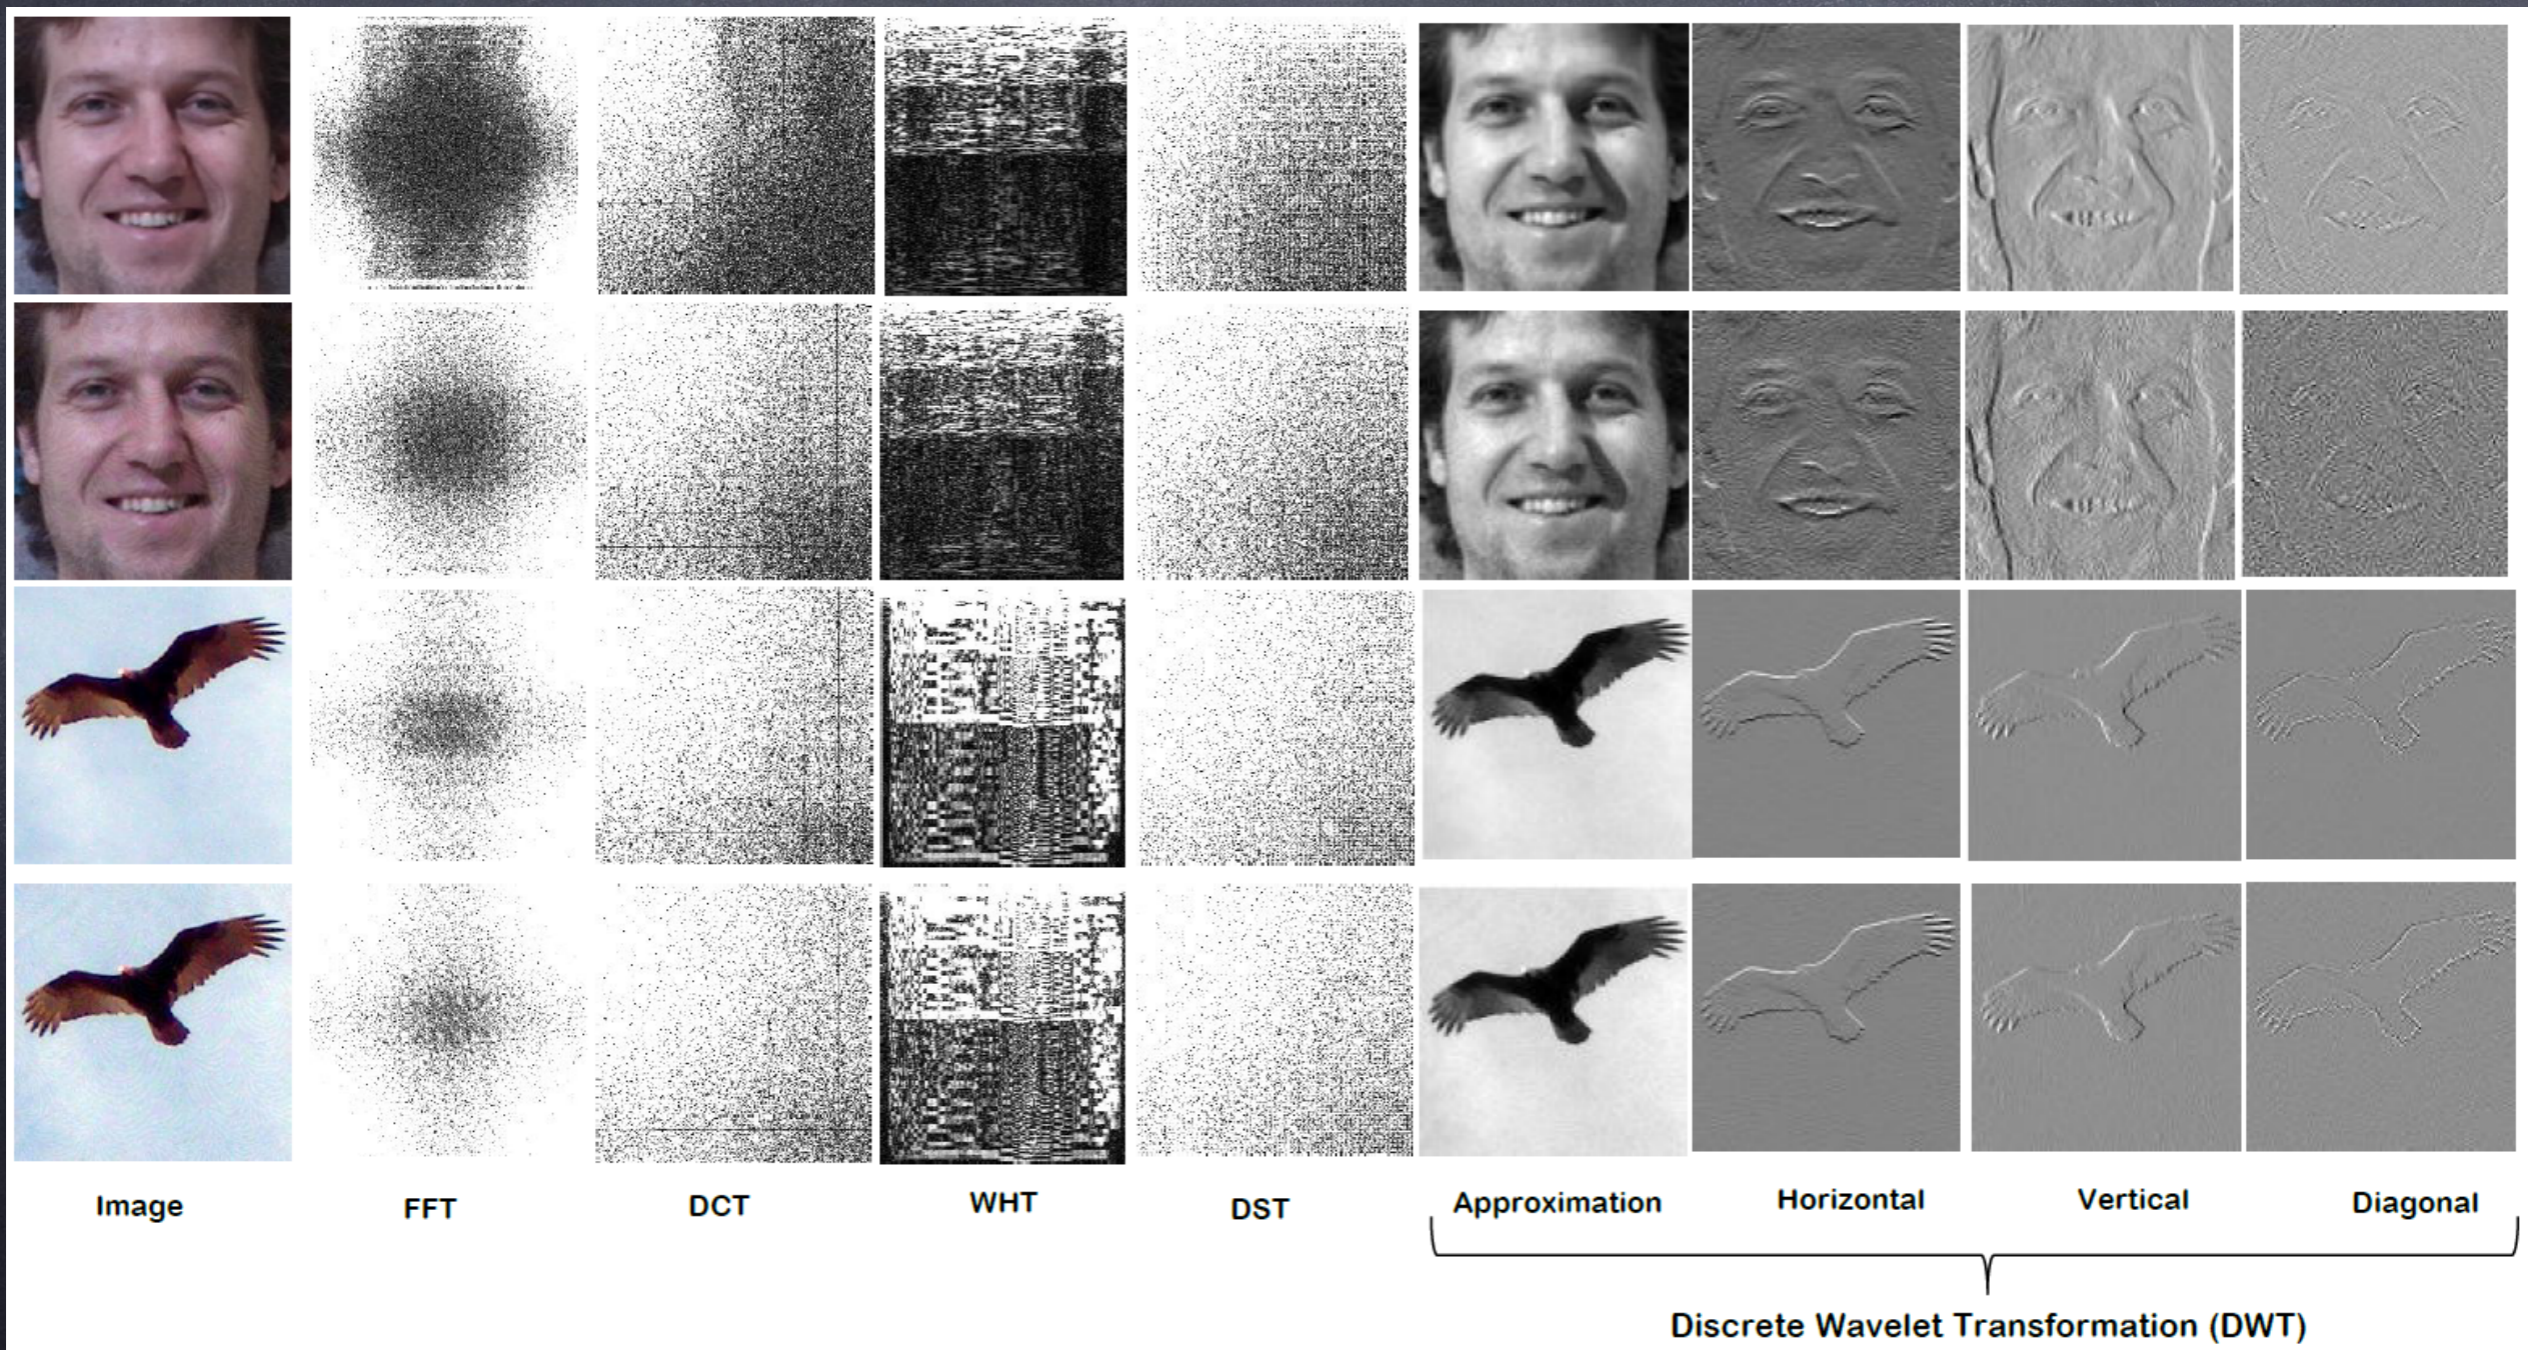 Image
FFT
DCT
WHT
DST
Approximation
Horizontal
Vertical
Diagonal
Discrete Wavelet Transformation (DWT)